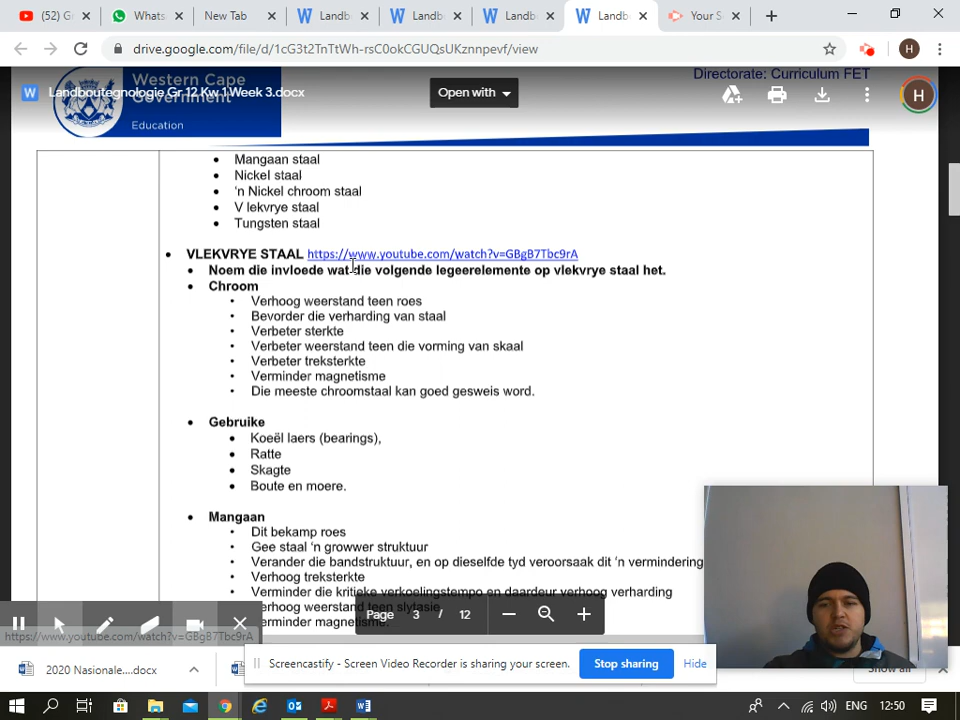 (52) G
Whats
New Tab
Landb
Landb
Landb
Landb
Your S
drive.google.com/file/d/1cG3t2TnTtWh-rsC0okCGUQsUKznnpevf/view
H
Western Cape
Government
Education
Directorate: Curriculum FET
Landboutegnologie Gr 12 Kw 1 Week 3.docx
Open with
H
• Mangaan staal
• Nickel staal
• ‘n Nickel chroom staal
• V lekvrye staal
• Tungsten staal
• VLEKVRYE STAAL https://www.youtube.com/watch?v=GBgB7Tbc9rA
• Noem die invloede wat die volgende legeerelemente op vlekvrye staal het.
• Chroom
• Verhoog weerstand teen roes
• Bevorder die verharding van staal
• Verbeter sterkte
• Verbeter weerstand teen die vorming van skaal
• Verbeter treksterkte
• Verminder magnetisme
• Die meeste chroomstaal kan goed gesweis word.
• Gebruike
• Koeël laers (bearings),
• Ratte
• Skagte
• Boute en moere.
• Mangaan
• Dit bekamp roes
• Gee staal ‘n growwer struktuur
• Verander die bandstruktuur, en op dieselfde tyd veroorsaak dit ‘n vermindering
• Verhoog treksterkte
• Verminder die kritieke verkoelingstempo en daardeur verhoog verharding
erhoog weerstand teen slytasie
erminder magnetisme.
Page 3 / 12
https://www.youtube.com/watch?v=GBgB7Tbc9rA
2020 Nasionale....docx
Screencastify - Screen Video Recorder is sharing your screen.
Stop sharing
Hide
Show all
ENG
12:50